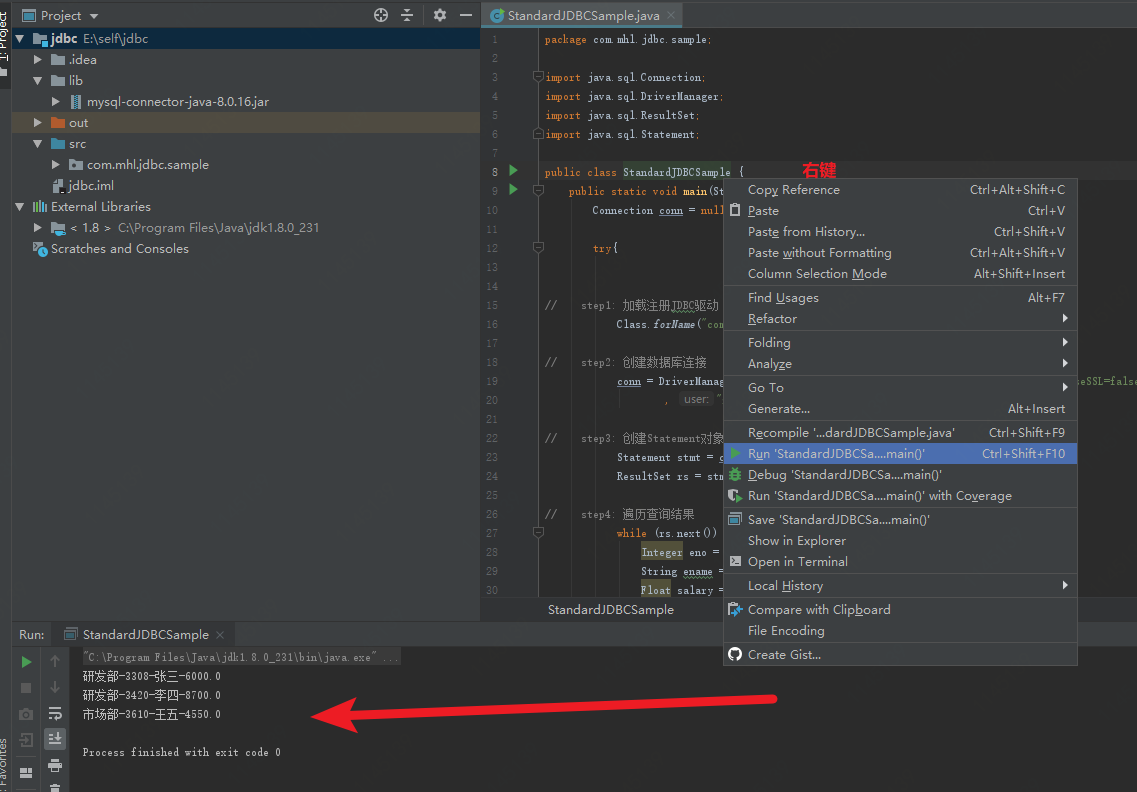 Project
StandardJDBCSample.java
1: Project
jdbc E:\self\jdbc
.idea
lib
mysql-connector-java-8.0.16.jar
out
src
com.mhl.jdbc.sample
jdbc.iml
External Libraries
< 1.8 > C:\Program Files\Java\jdk1.8.0_231
Scratches and Consoles
1 package com.mhl.jdbc.sample;
2
3 import java.sql.Connection;
4 import java.sql.DriverManager;
5 import java.sql.ResultSet;
6 import java.sql.Statement;
7
8 public class StandardJDBCSample {
右键
9 public static void main(St
10 Connection conn = null
11
12 try{
13
14
15 // step1: 加载注册JDBC驱动
16 Class.forName("com
17
18 // step2: 创建数据库连接
19 conn = DriverManag
seSSL=false
20 , user: "
21
22 // step3: 创建Statement对象
23 Statement stmt = c
24 ResultSet rs = stm
25
26 // step4: 遍历查询结果
27 while (rs.next())
28 Integer eno =
29 String ename =
30 Float salary =
StandardJDBCSample
Copy Reference Ctrl+Alt+Shift+C
Paste Ctrl+V
Paste from History... Ctrl+Shift+V
Paste without Formatting Ctrl+Alt+Shift+V
Column Selection Mode Alt+Shift+Insert
Find Usages Alt+F7
Refactor
Folding
Analyze
Go To
Generate... Alt+Insert
Recompile '...dardJDBCSample.java' Ctrl+Shift+F9
Run 'StandardJDBCSa....main()' Ctrl+Shift+F10
Debug 'StandardJDBCSa....main()'
Run 'StandardJDBCSa....main()' with Coverage
Save 'StandardJDBCSa....main()'
Show in Explorer
Open in Terminal
Local History
Compare with Clipboard
File Encoding
Create Gist...
Run: StandardJDBCSample
"C:\Program Files\Java\jdk1.8.0_231\bin\java.exe" ...
研发部-3308-张三-6000.0
研发部-3420-李四-8700.0
市场部-3610-王五-4550.0
Process finished with exit code 0
Favorites